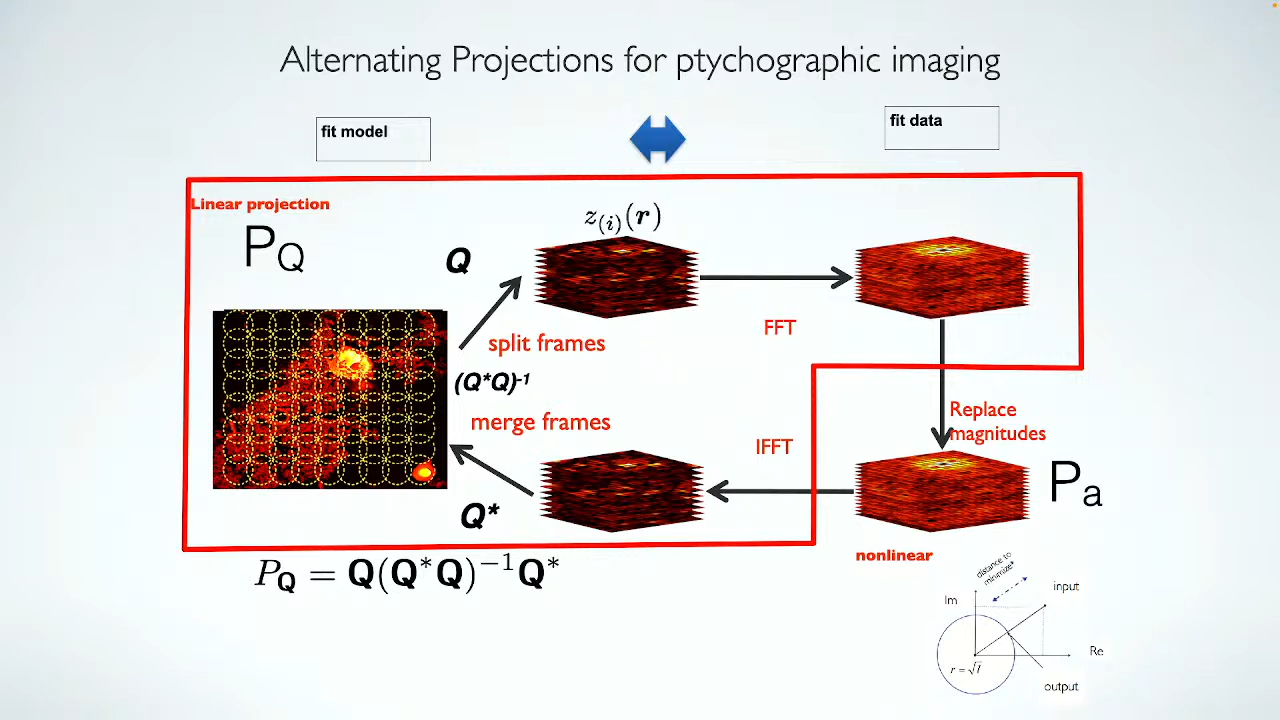 Alternating Projections for ptychographic imaging
fit model
fit data
Linear projection
P_Q
Q
z_{(i)}(r)
split frames
FFT
(Q*Q)⁻¹
merge frames
Replace
magnitudes
IFFT
P_a
Q*
nonlinear
P_Q = Q(Q*Q)⁻¹Q*
distance to
minimize*
Im
input
Re
r = √I
output